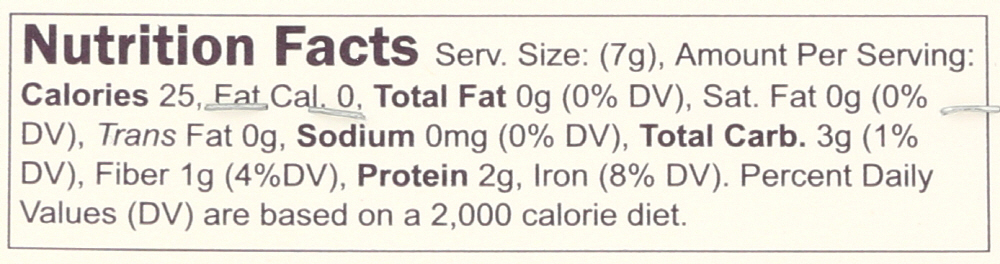 Nutrition Facts Serv. Size: (7g), Amount Per Serving:
Calories 25, Fat Cal. 0, Total Fat 0g (0% DV), Sat. Fat 0g (0%
DV), Trans Fat 0g, Sodium 0mg (0% DV), Total Carb. 3g (1%
DV), Fiber 1g (4%DV), Protein 2g, Iron (8% DV). Percent Daily
Values (DV) are based on a 2,000 calorie diet.